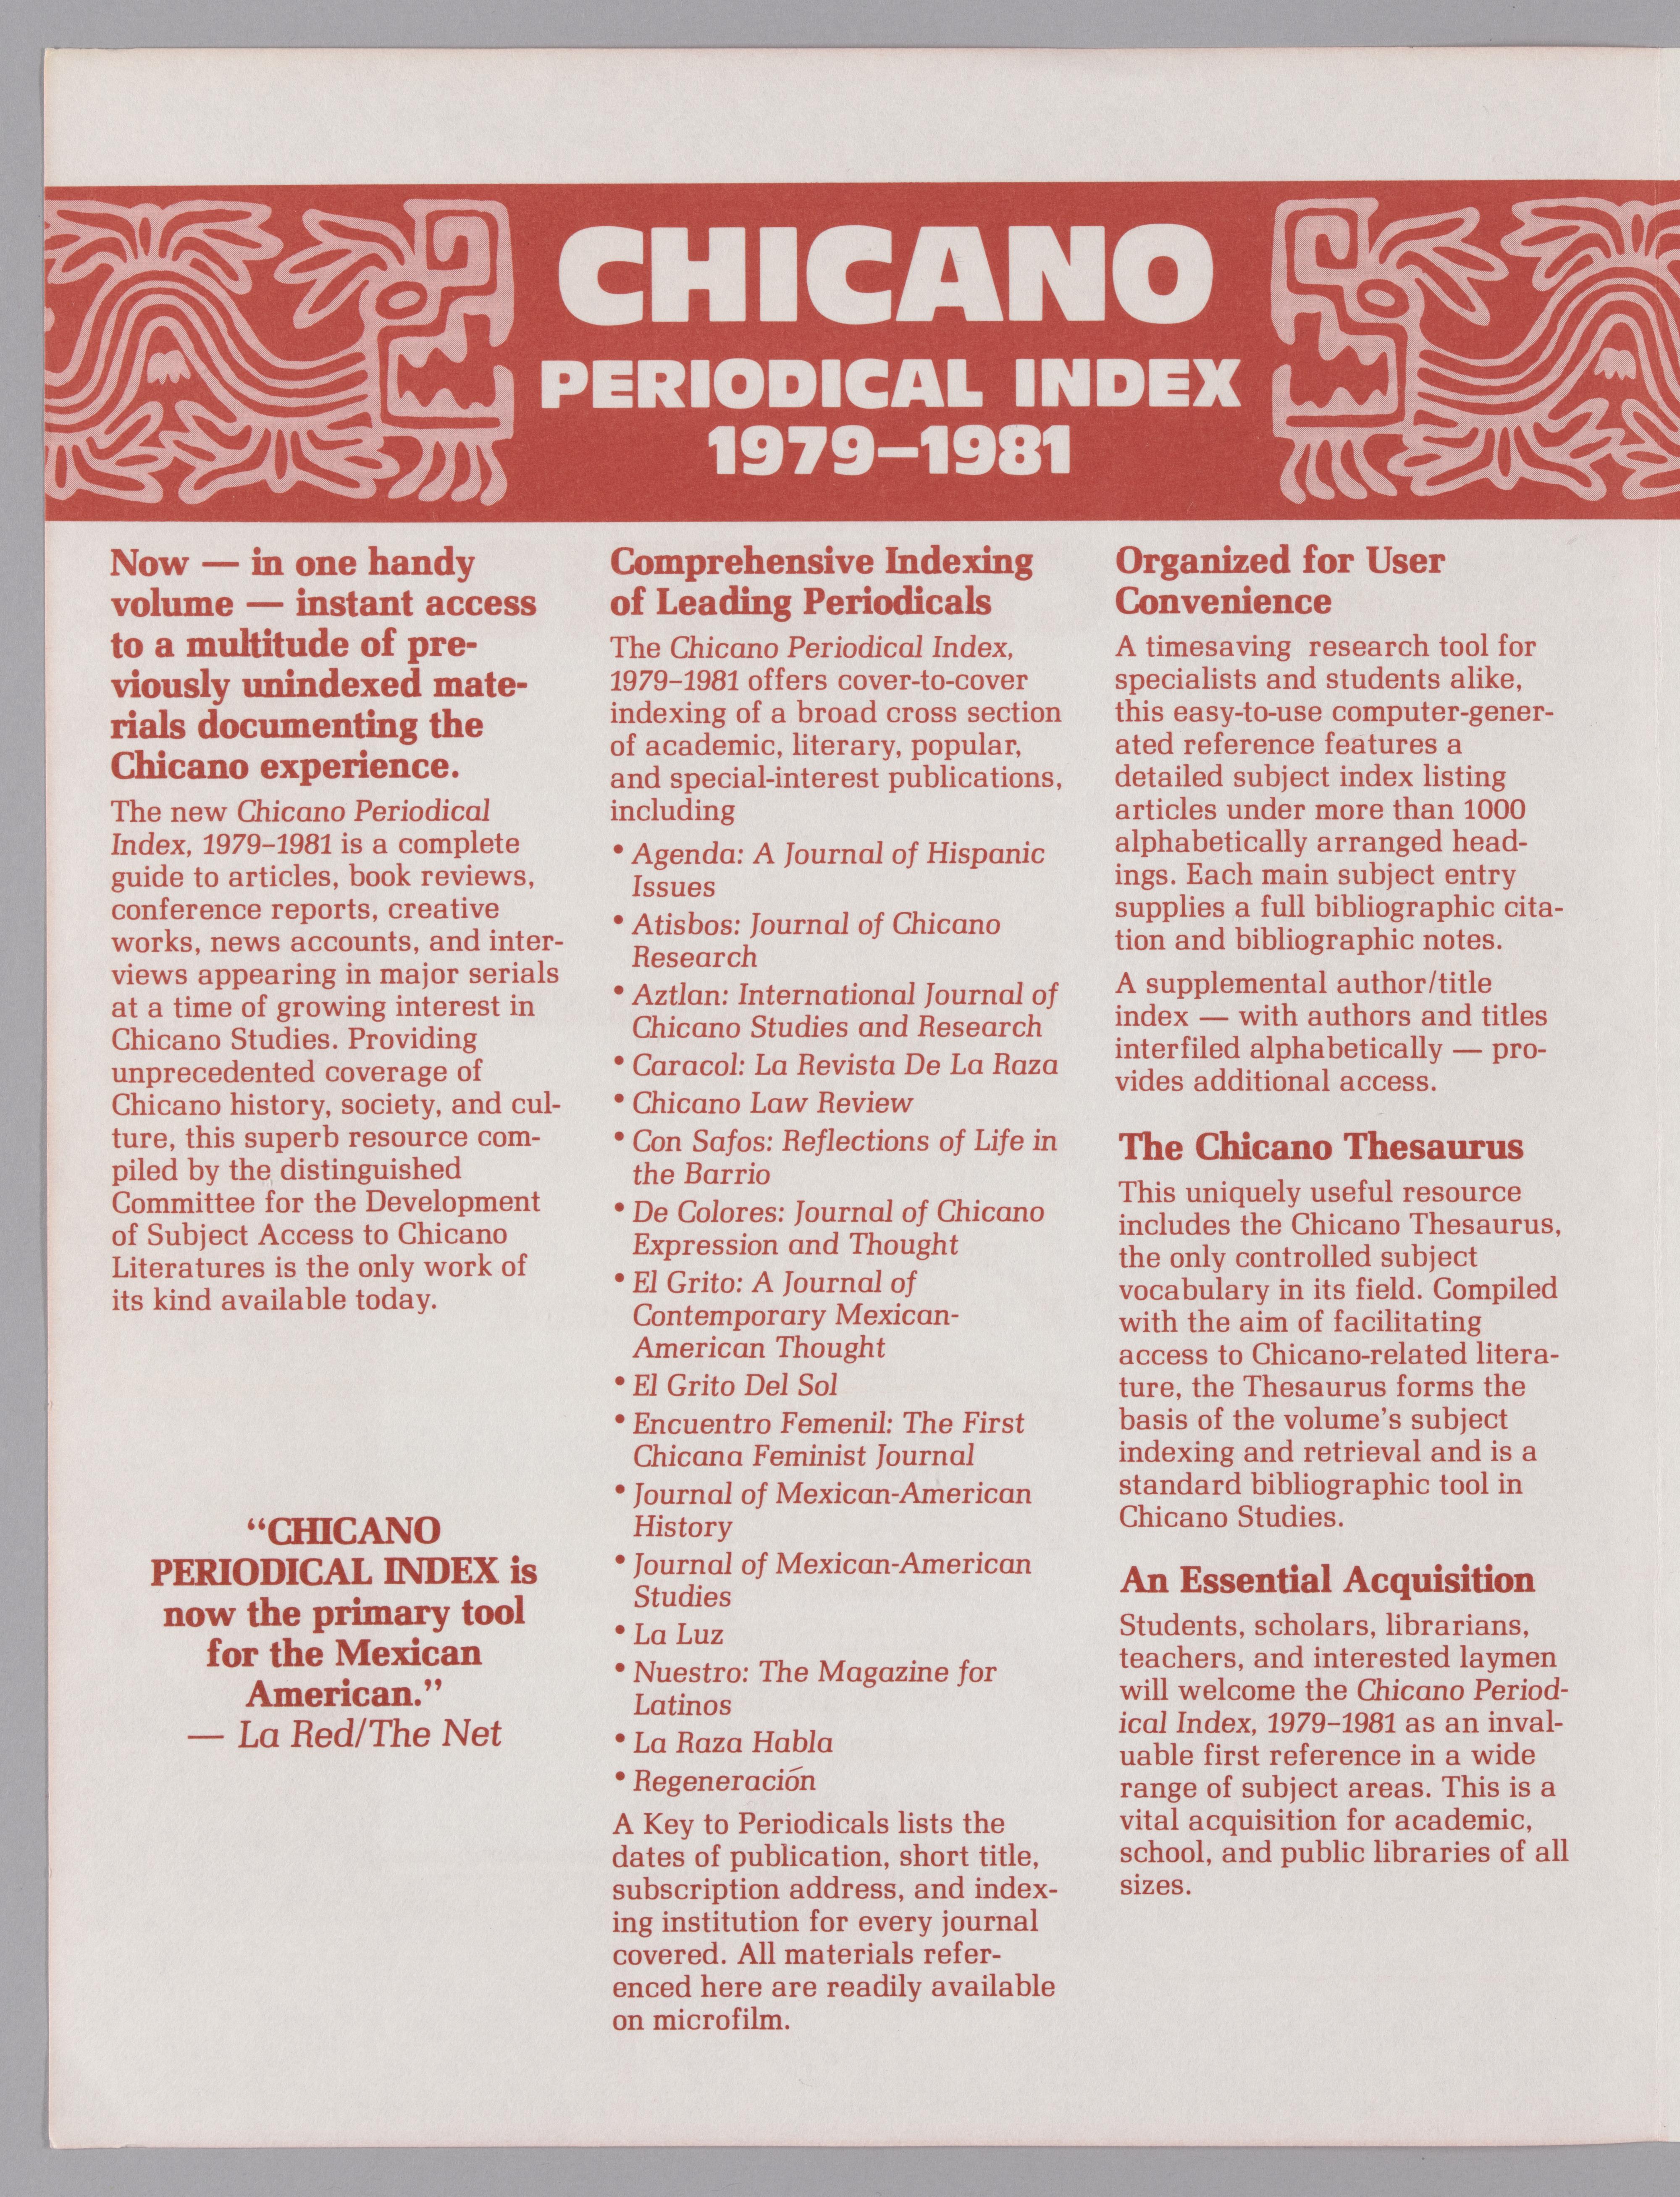 CHICANO
PERIODICAL INDEX
1979–1981
Now — in one handy
volume — instant access
to a multitude of pre-
viously unindexed mate-
rials documenting the
Chicano experience.
The new Chicano Periodical
Index, 1979–1981 is a complete
guide to articles, book reviews,
conference reports, creative
works, news accounts, and inter-
views appearing in major serials
at a time of growing interest in
Chicano Studies. Providing
unprecedented coverage of
Chicano history, society, and cul-
ture, this superb resource com-
piled by the distinguished
Committee for the Development
of Subject Access to Chicano
Literatures is the only work of
its kind available today.
“CHICANO
PERIODICAL INDEX is
now the primary tool
for the Mexican
American.”
— La Red/The Net
Comprehensive Indexing
of Leading Periodicals
The Chicano Periodical Index,
1979–1981 offers cover-to-cover
indexing of a broad cross section
of academic, literary, popular,
and special-interest publications,
including
• Agenda: A Journal of Hispanic
Issues
• Atisbos: Journal of Chicano
Research
• Aztlan: International Journal of
Chicano Studies and Research
• Caracol: La Revista De La Raza
• Chicano Law Review
• Con Safos: Reflections of Life in
the Barrio
• De Colores: Journal of Chicano
Expression and Thought
• El Grito: A Journal of
Contemporary Mexican-
American Thought
• El Grito Del Sol
• Encuentro Femenil: The First
Chicana Feminist Journal
• Journal of Mexican-American
History
• Journal of Mexican-American
Studies
• La Luz
• Nuestro: The Magazine for
Latinos
• La Raza Habla
• Regeneración
A Key to Periodicals lists the
dates of publication, short title,
subscription address, and index-
ing institution for every journal
covered. All materials refer-
enced here are readily available
on microfilm.
Organized for User
Convenience
A timesaving research tool for
specialists and students alike,
this easy-to-use computer-gener-
ated reference features a
detailed subject index listing
articles under more than 1000
alphabetically arranged head-
ings. Each main subject entry
supplies a full bibliographic cita-
tion and bibliographic notes.
A supplemental author/title
index — with authors and titles
interfiled alphabetically — pro-
vides additional access.
The Chicano Thesaurus
This uniquely useful resource
includes the Chicano Thesaurus,
the only controlled subject
vocabulary in its field. Compiled
with the aim of facilitating
access to Chicano-related litera-
ture, the Thesaurus forms the
basis of the volume’s subject
indexing and retrieval and is a
standard bibliographic tool in
Chicano Studies.
An Essential Acquisition
Students, scholars, librarians,
teachers, and interested laymen
will welcome the Chicano Period-
ical Index, 1979–1981 as an inval-
uable first reference in a wide
range of subject areas. This is a
vital acquisition for academic,
school, and public libraries of all
sizes.